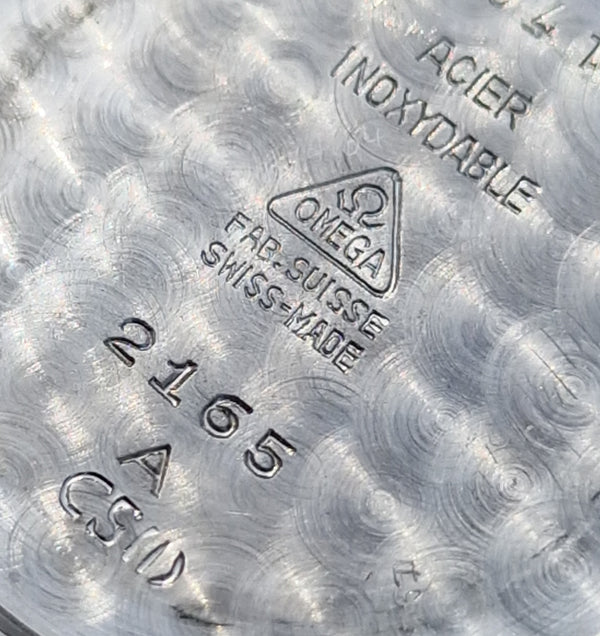 ACIER
INOXYDABLE
Ω
OMEGA
FAB.SUISSE
SWISS=MADE
2165
A